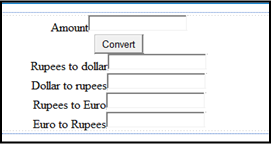 Amount
Convert
Rupees to dollar
Dollar to rupees
Rupees to Euro
Euro to Rupees